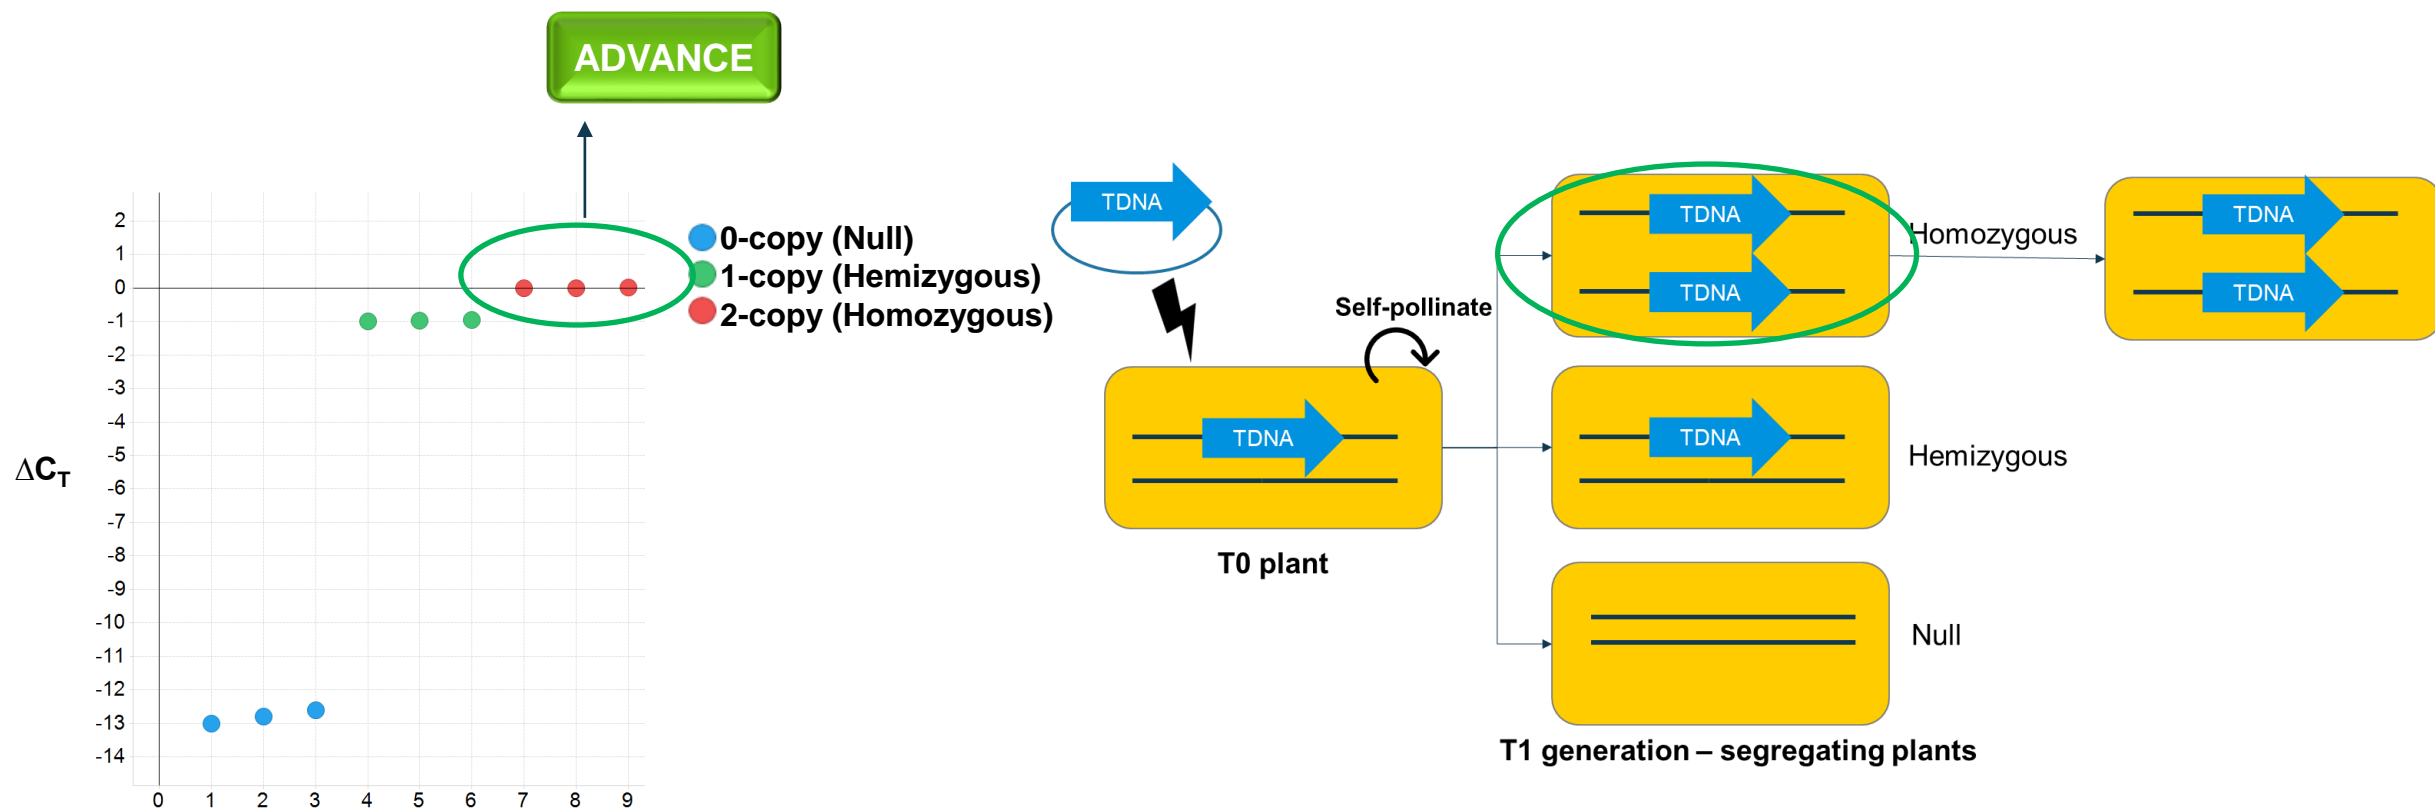 ADVANCE
2
1
0
-1
-2
-3
-4
-5
-6
-7
-8
-9
-10
-11
-12
-13
-14
ΔCT
0 1 2 3 4 5 6 7 8 9
0-copy (Null)
1-copy (Hemizygous)
2-copy (Homozygous)
TDNA
Self-pollinate
TDNA
T0 plant
TDNA
TDNA
Homozygous
TDNA
TDNA
TDNA
Hemizygous
Null
T1 generation – segregating plants